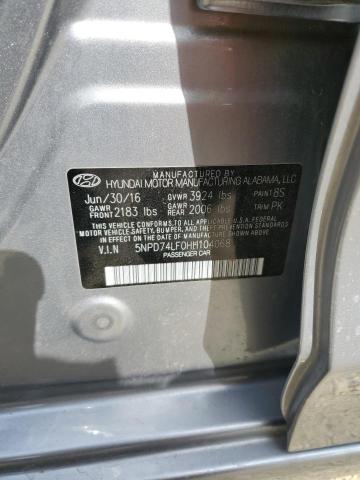 MANUFACTURED BY
HYUNDAI MOTOR MANUFACTURING ALABAMA, LLC
Jun/30/16 GVWR 3924 lbs PAINT 8S
GAWR FRONT 2183 lbs GAWR REAR 2006 lbs TRIM PK
THIS VEHICLE CONFORMS TO ALL APPLICABLE U.S.A FEDERAL
MOTOR VEHICLE SAFETY, BUMPER, AND THEFT PREVENTION
STANDARDS IN EFFECT ON THE DATE OF MANUFACTURE SHOWN ABOVE.
V.I.N 5NPD74LF0HH104068
PASSENGER CAR